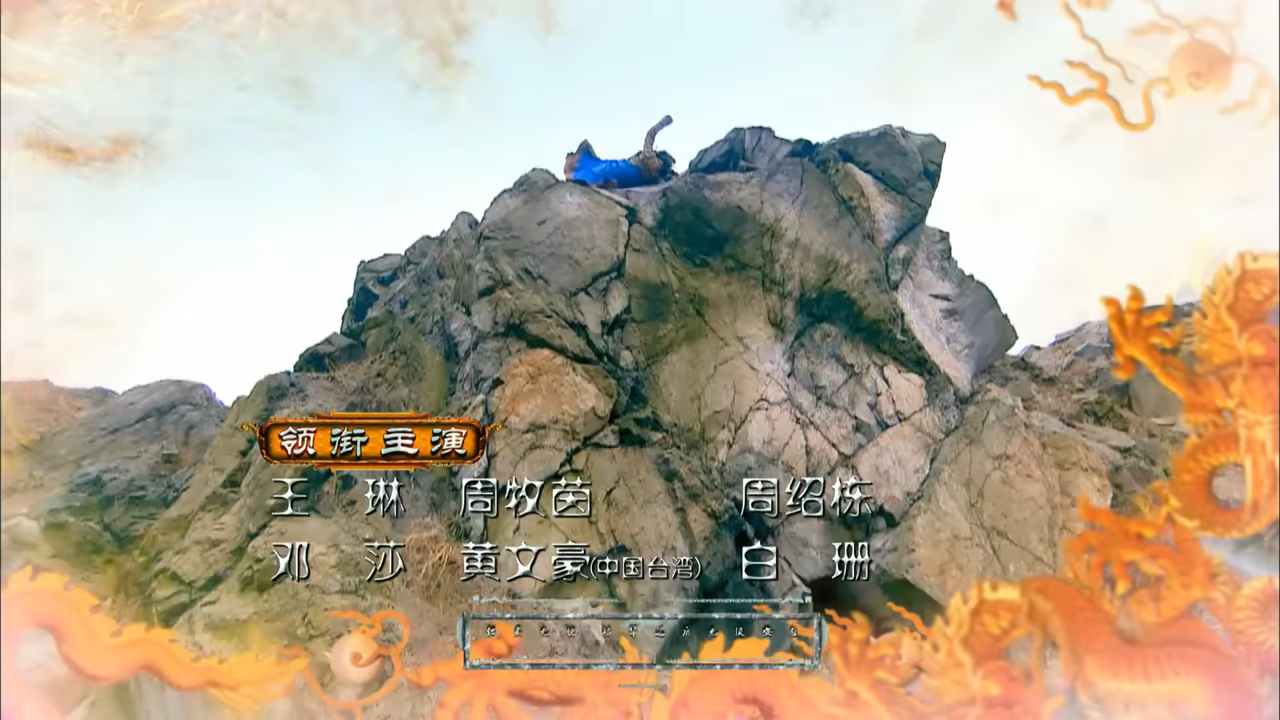 领衔主演
王 琳 周牧茵 周绍栋
邓 莎 黄文豪(中国台湾) 白 珊